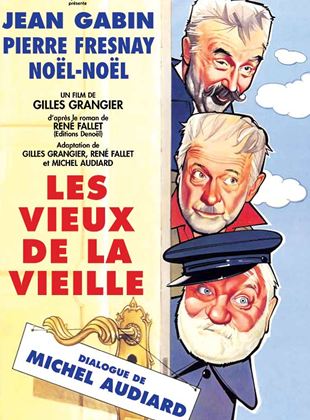 présente
JEAN GABIN
PIERRE FRESNAY
NOËL-NOËL
UN FILM DE
GILLES GRANGIER
d'après le roman de
RENÉ FALLET
(Editions Denoël)
Adaptation de
GILLES GRANGIER, RENÉ FALLET
et MICHEL AUDIARD
LES
VIEUX
DE LA
VIEILLE
DIALOGUE DE
MICHEL AUDIARD